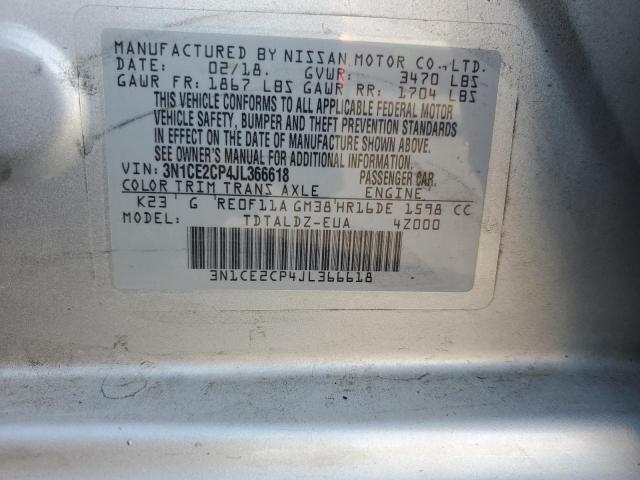 MANUFACTURED BY NISSAN MOTOR CO.,LTD.
DATE: 02/18. GVWR: 3470 LBS
GAWR FR: 1867 LBS GAWR RR: 1704 LBS
THIS VEHICLE CONFORMS TO ALL APPLICABLE FEDERAL MOTOR
VEHICLE SAFETY, BUMPER AND THEFT PREVENTION STANDARDS
IN EFFECT ON THE DATE OF MANUFACTURE SHOWN ABOVE.
SEE OWNER'S MANUAL FOR ADDITIONAL INFORMATION.
VIN: 3N1CE2CP4JL366618 PASSENGER CAR.
COLOR TRIM TRANS AXLE ENGINE
K23 G RE0F11A GM38 HR16DE 1598 CC
MODEL: TDTALDZ-EUA 4Z000
3N1CE2CP4JL366618